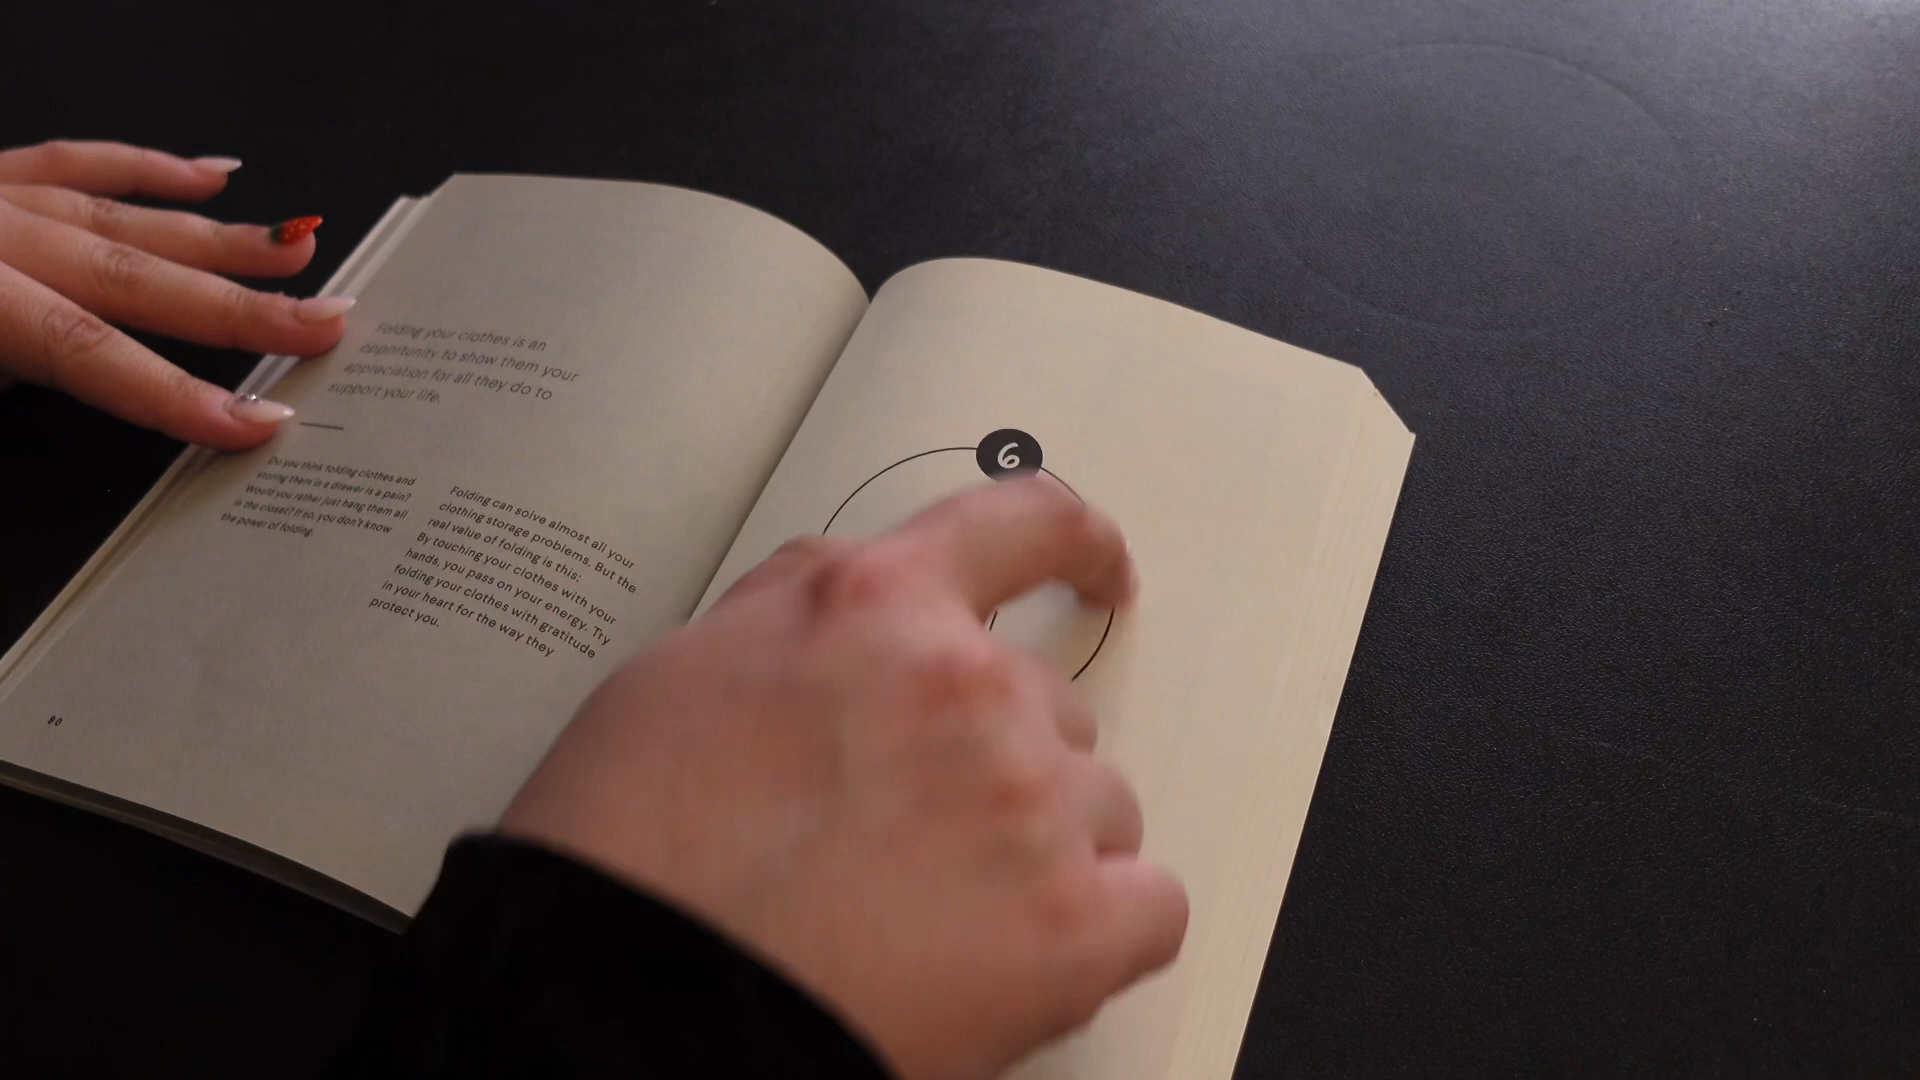 Folding your clothes is an
opportunity to show them your
appreciation for all they do to
support your life.
Do you think folding clothes and
storing them in a drawer is a pain?
Would you rather just hang them all
in the closet? If so, you don't know
the power of folding.
Folding can solve almost all your
clothing storage problems. But the
real value of folding is this:
By touching your clothes with your
hands, you pass on your energy. Try
folding your clothes with gratitude
in your heart for the way they
protect you.
80
6